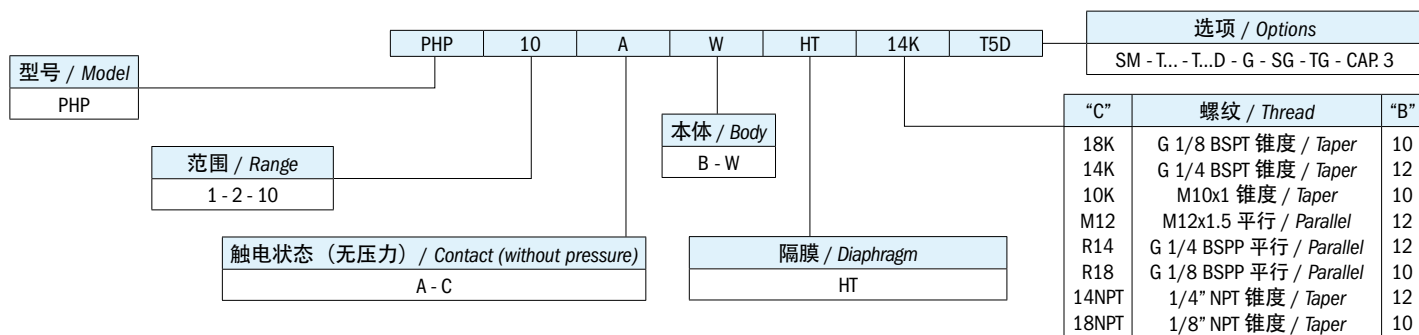 PHP 10 A W HT 14K T5D
选项 / Options
SM - T... - T...D - G - SG - TG - CAP. 3
型号 / Model
PHP
范围 / Range
1 - 2 - 10
触电状态（无压力）/ Contact (without pressure)
A - C
本体 / Body
B - W
隔膜 / Diaphragm
HT
“C” 螺纹 / Thread “B”
18K G 1/8 BSPT 锥度 / Taper 10
14K G 1/4 BSPT 锥度 / Taper 12
10K M10x1 锥度 / Taper 10
M12 M12x1.5 平行 / Parallel 12
R14 G 1/4 BSPP 平行 / Parallel 12
R18 G 1/8 BSPP 平行 / Parallel 10
14NPT 1/4” NPT 锥度 / Taper 12
18NPT 1/8” NPT 锥度 / Taper 10